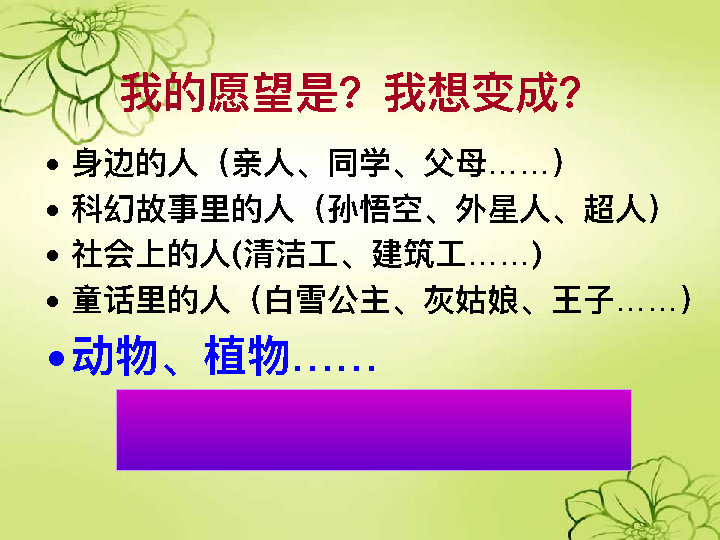 我的愿望是？我想变成？
• 身边的人（亲人、同学、父母……）
• 科幻故事里的人（孙悟空、外星人、超人）
• 社会上的人(清洁工、建筑工……)
• 童话里的人（白雪公主、灰姑娘、王子……）
•动物、植物……